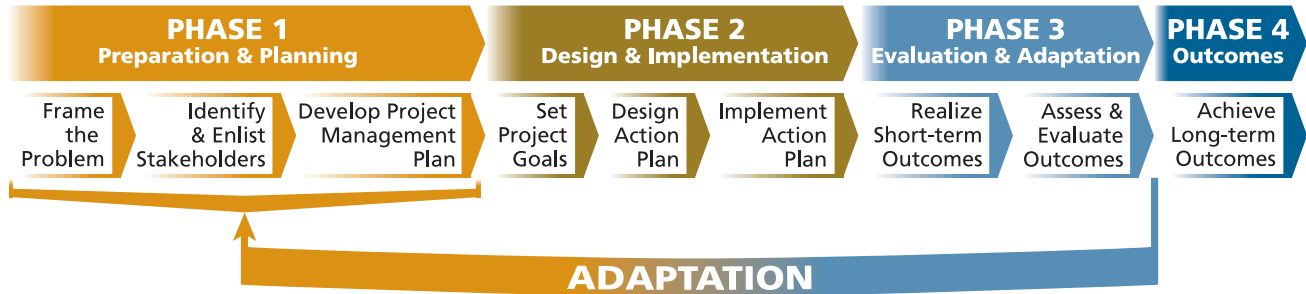 PHASE 1
Preparation & Planning
PHASE 2
Design & Implementation
PHASE 3
Evaluation & Adaptation
PHASE 4
Outcomes
Frame
the
Problem
Identify
& Enlist
Stakeholders
Develop Project
Management
Plan
Set
Project
Goals
Design
Action
Plan
Implement
Action
Plan
Realize
Short-term
Outcomes
Assess &
Evaluate
Outcomes
Achieve
Long-term
Outcomes
ADAPTATION